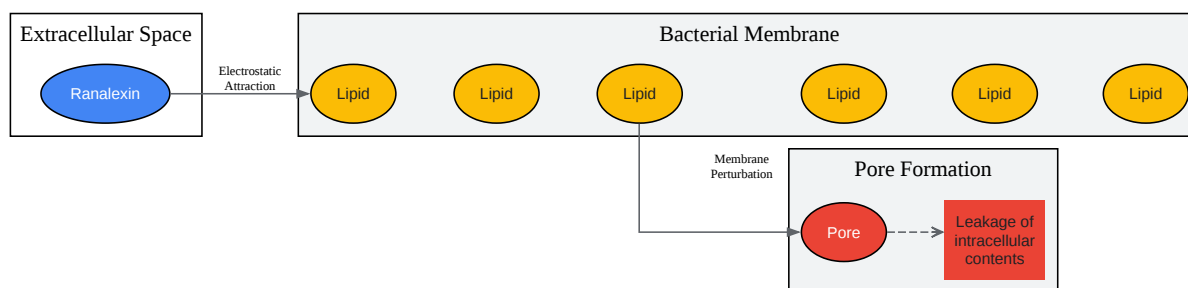 Extracellular Space
Bacterial Membrane
Ranalexin
Electrostatic
Attraction
Lipid
Lipid
Lipid
Lipid
Lipid
Lipid
Membrane
Perturbation
Pore Formation
Pore
Leakage of
intracellular
contents